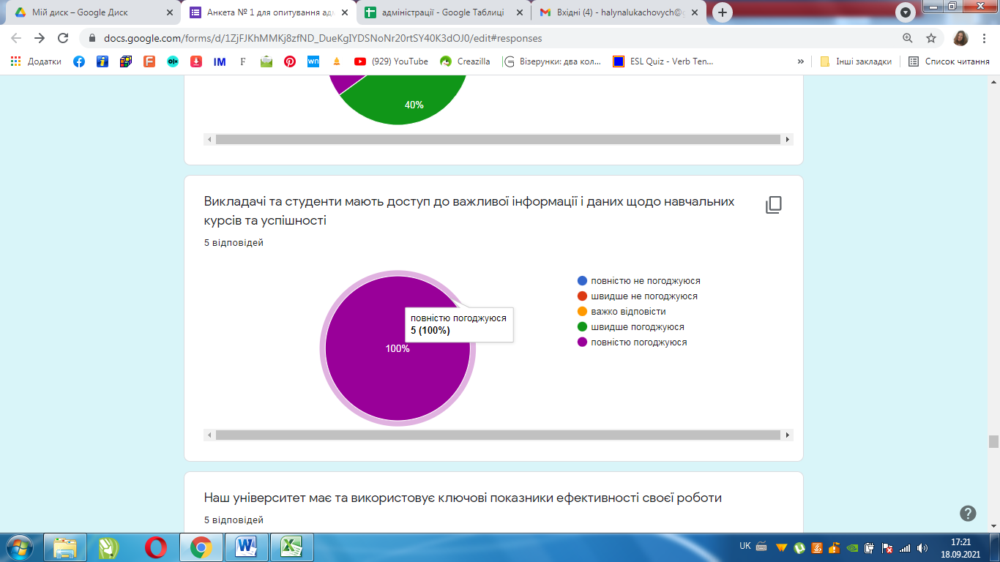 Мій диск – Google Диск
Анкета № 1 для опитування адм
адміністрації - Google Таблиці
Вхідні (4) - halynalukachovych@g
docs.google.com/forms/d/1ZjFJKhMMKj8zfND_DueKgIYDSNoNr20rtSY40K3dOJ0/edit#responses
Додатки
IM
F
wn
(929) YouTube
Creazilla
Візерунки: два кол...
ESL Quiz - Verb Ten...
»
Інші закладки
Список читання
40%
Викладачі та студенти мають доступ до важливої інформації і даних щодо навчальних
курсів та успішності
5 відповідей
повністю не погоджуюся
швидше не погоджуюся
важко відповісти
швидше погоджуюся
повністю погоджуюся
повністю погоджуюся
5 (100%)
100%
Наш університет має та використовує ключові показники ефективності своєї роботи
5 відповідей
UK
17:21
18.09.2021